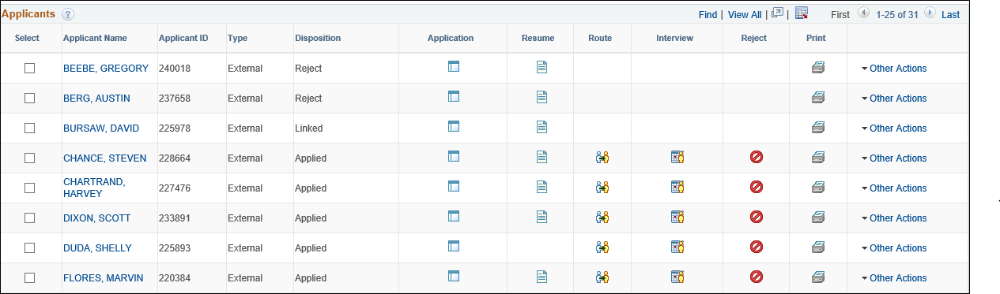 Applicants ? Find | View All | | First 1-25 of 31 Last
Select Applicant Name Applicant ID Type Disposition Application Resume Route Interview Reject Print
BEEBE, GREGORY 240018 External Reject Other Actions
BERG, AUSTIN 237658 External Reject Other Actions
BURSAW, DAVID 225978 External Linked Other Actions
CHANCE, STEVEN 228664 External Applied Other Actions
CHARTRAND,
HARVEY 227476 External Applied Other Actions
DIXON, SCOTT 233891 External Applied Other Actions
DUDA, SHELLY 225893 External Applied Other Actions
FLORES, MARVIN 220384 External Applied Other Actions